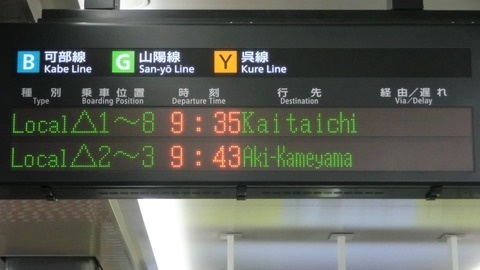 B 可部線 G 山陽線 Y 呉線
Kabe Line San-yō Line Kure Line
種別 乗車位置 時刻 行先 経由/遅れ
Type Boarding Position Departure Time Destination Via/Delay
Local △1〜8 9:35 Kaitaichi
Local △2〜3 9:43 Aki-Kameyama